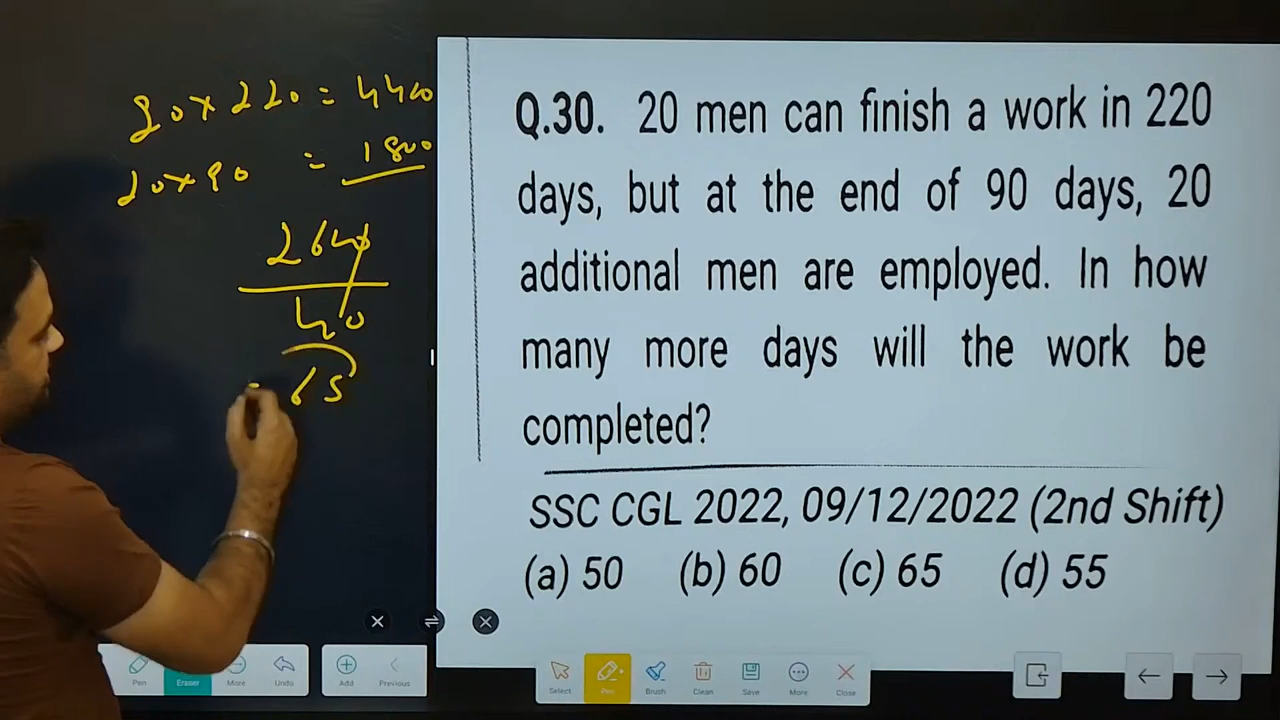 20 x 220 = 4400
20 x 90 = 1800
2600
40
= 65
Q.30. 20 men can finish a work in 220
days, but at the end of 90 days, 20
additional men are employed. In how
many more days will the work be
completed?
SSC CGL 2022, 09/12/2022 (2nd Shift)
(a) 50 (b) 60 (c) 65 (d) 55
Pen Eraser More Undo Add Previous
Select Pen Brush Clean Save More Close